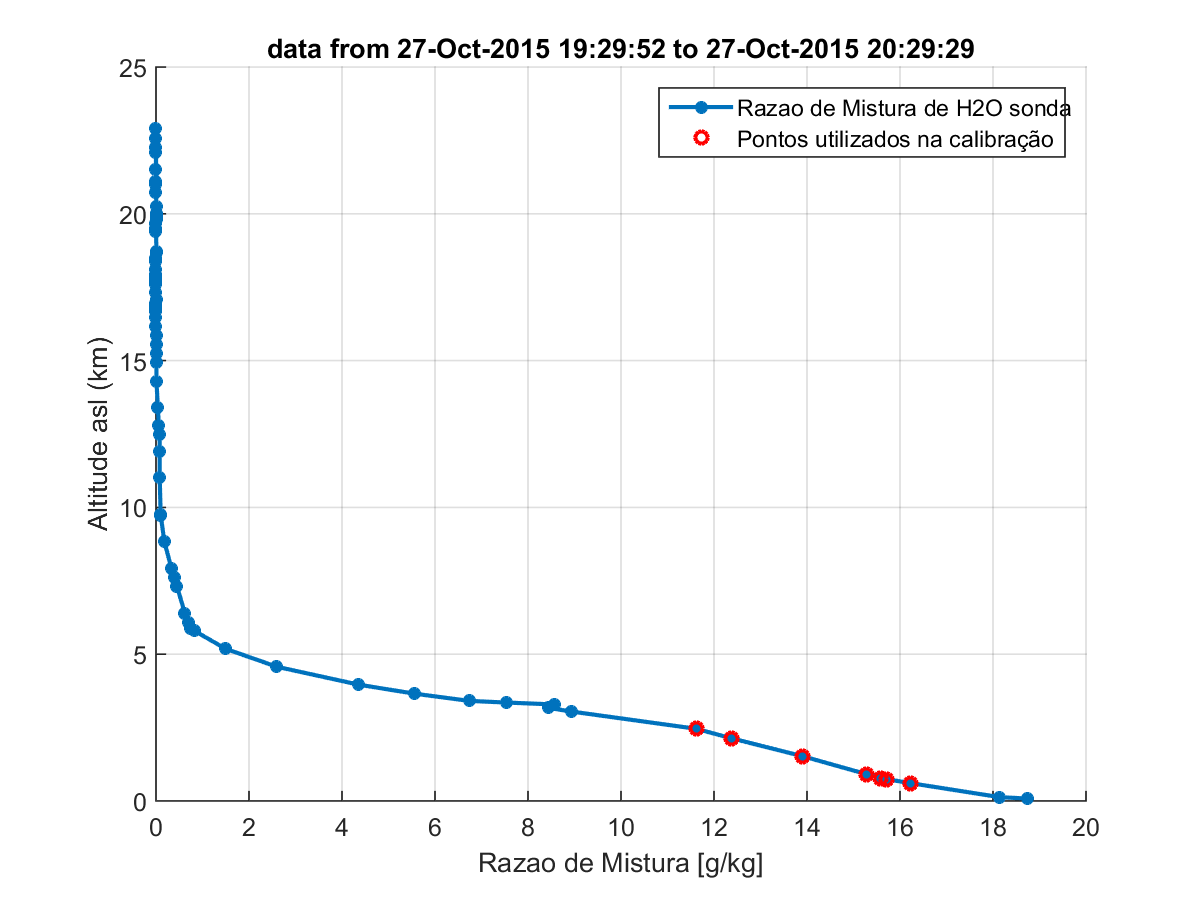 data from 27-Oct-2015 19:29:52 to 27-Oct-2015 20:29:29
Razao de Mistura de H2O sonda
Pontos utilizados na calibração
Altitude asl (km)
25
20
15
10
5
0
0 2 4 6 8 10 12 14 16 18 20
Razao de Mistura [g/kg]